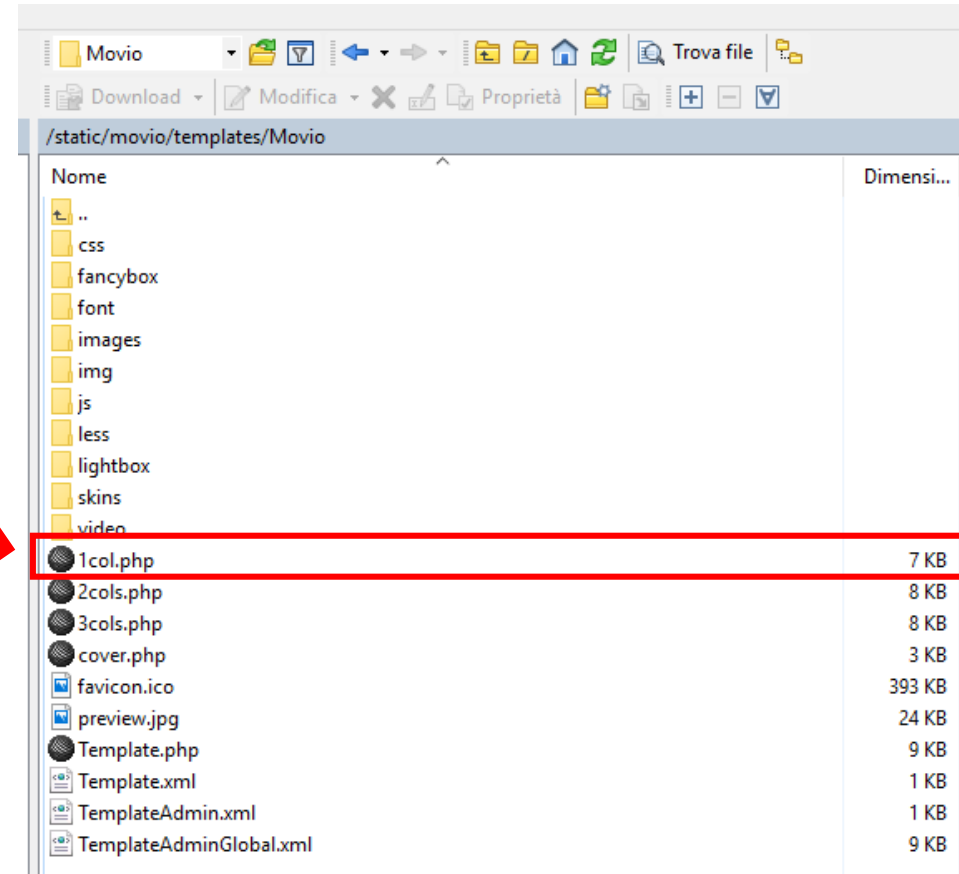 Movio Trova file
Download Modifica Proprietà
/static/movio/templates/Movio
Nome Dimensi...
..
css
fancybox
font
images
img
js
less
lightbox
skins
video
1col.php 7 KB
2cols.php 8 KB
3cols.php 8 KB
cover.php 3 KB
favicon.ico 393 KB
preview.jpg 24 KB
Template.php 9 KB
Template.xml 1 KB
TemplateAdmin.xml 1 KB
TemplateAdminGlobal.xml 9 KB